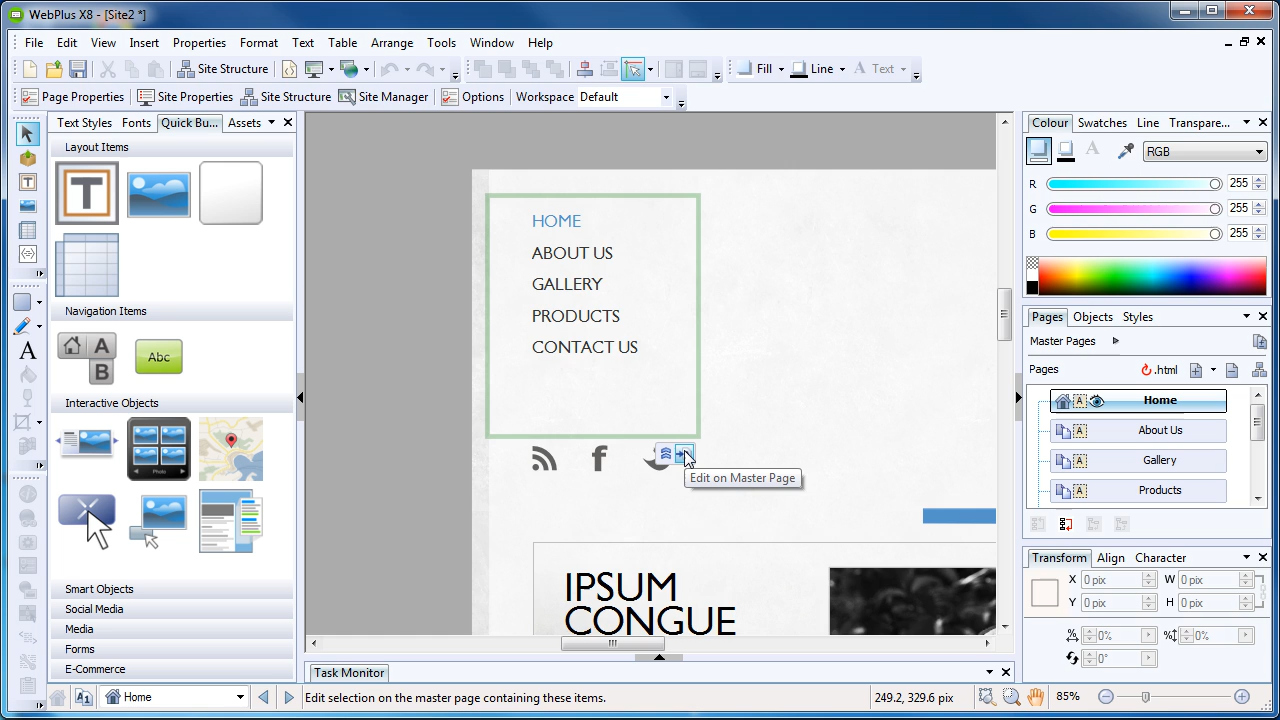 WebPlus X8 - [Site2 *]
File Edit View Insert Properties Format Text Table Arrange Tools Window Help
Site Structure Fill Line Text
Page Properties Site Properties Site Structure Site Manager Options Workspace Default
Text Styles Fonts Quick Bu... Assets
Layout Items
T
Navigation Items
A
B
Abc
Interactive Objects
Photo
Smart Objects
Social Media
Media
Forms
E-Commerce
HOME
ABOUT US
GALLERY
PRODUCTS
CONTACT US
Edit on Master Page
IPSUM
CONGUE
Colour Swatches Line Transpare...
A RGB
R 255
G 255
B 255
Pages Objects Styles
Master Pages
Pages .html
A Home
A About Us
A Gallery
A Products
Transform Align Character
X 0 pix W 0 pix
Y 0 pix H 0 pix
% 0% % 0%
0°
Task Monitor
Home Edit selection on the master page containing these items. 249.2, 329.6 pix 85%